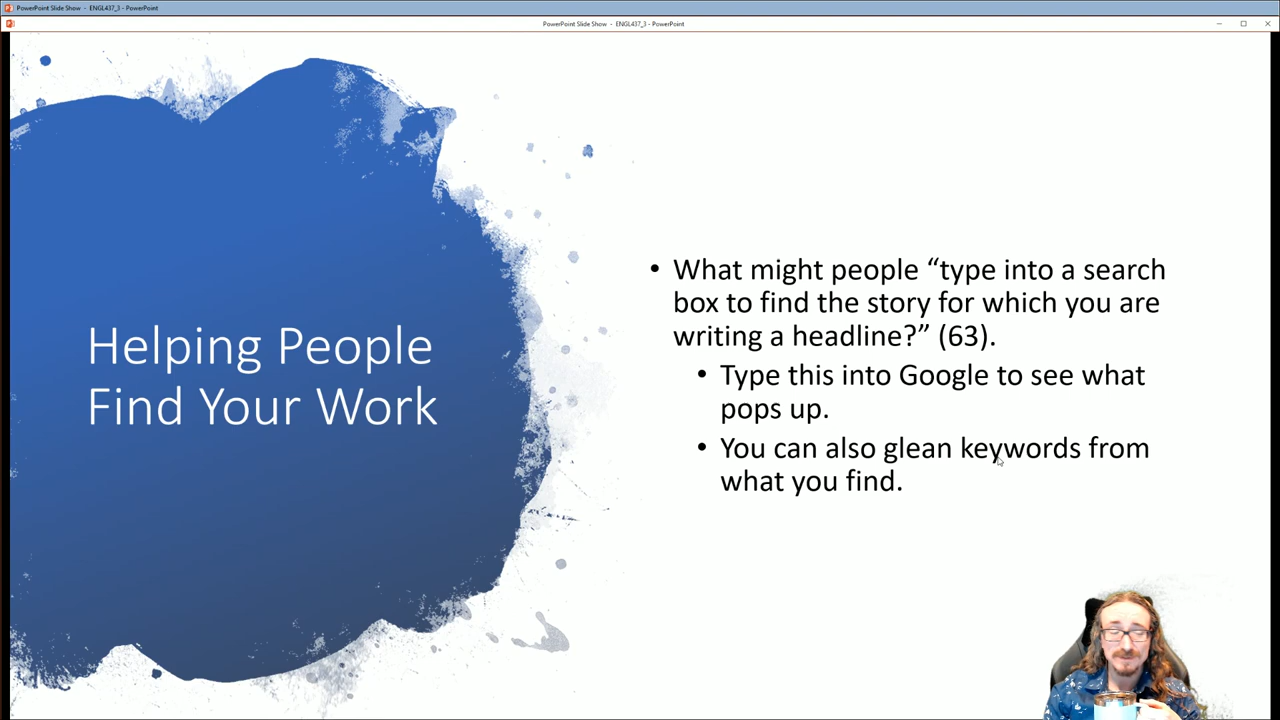 PowerPoint Slide Show - ENGL437_3 - PowerPoint
PowerPoint Slide Show - ENGL437_3 - PowerPoint
Helping People
Find Your Work
• What might people “type into a search
box to find the story for which you are
writing a headline?” (63).
• Type this into Google to see what
pops up.
• You can also glean keywords from
what you find.